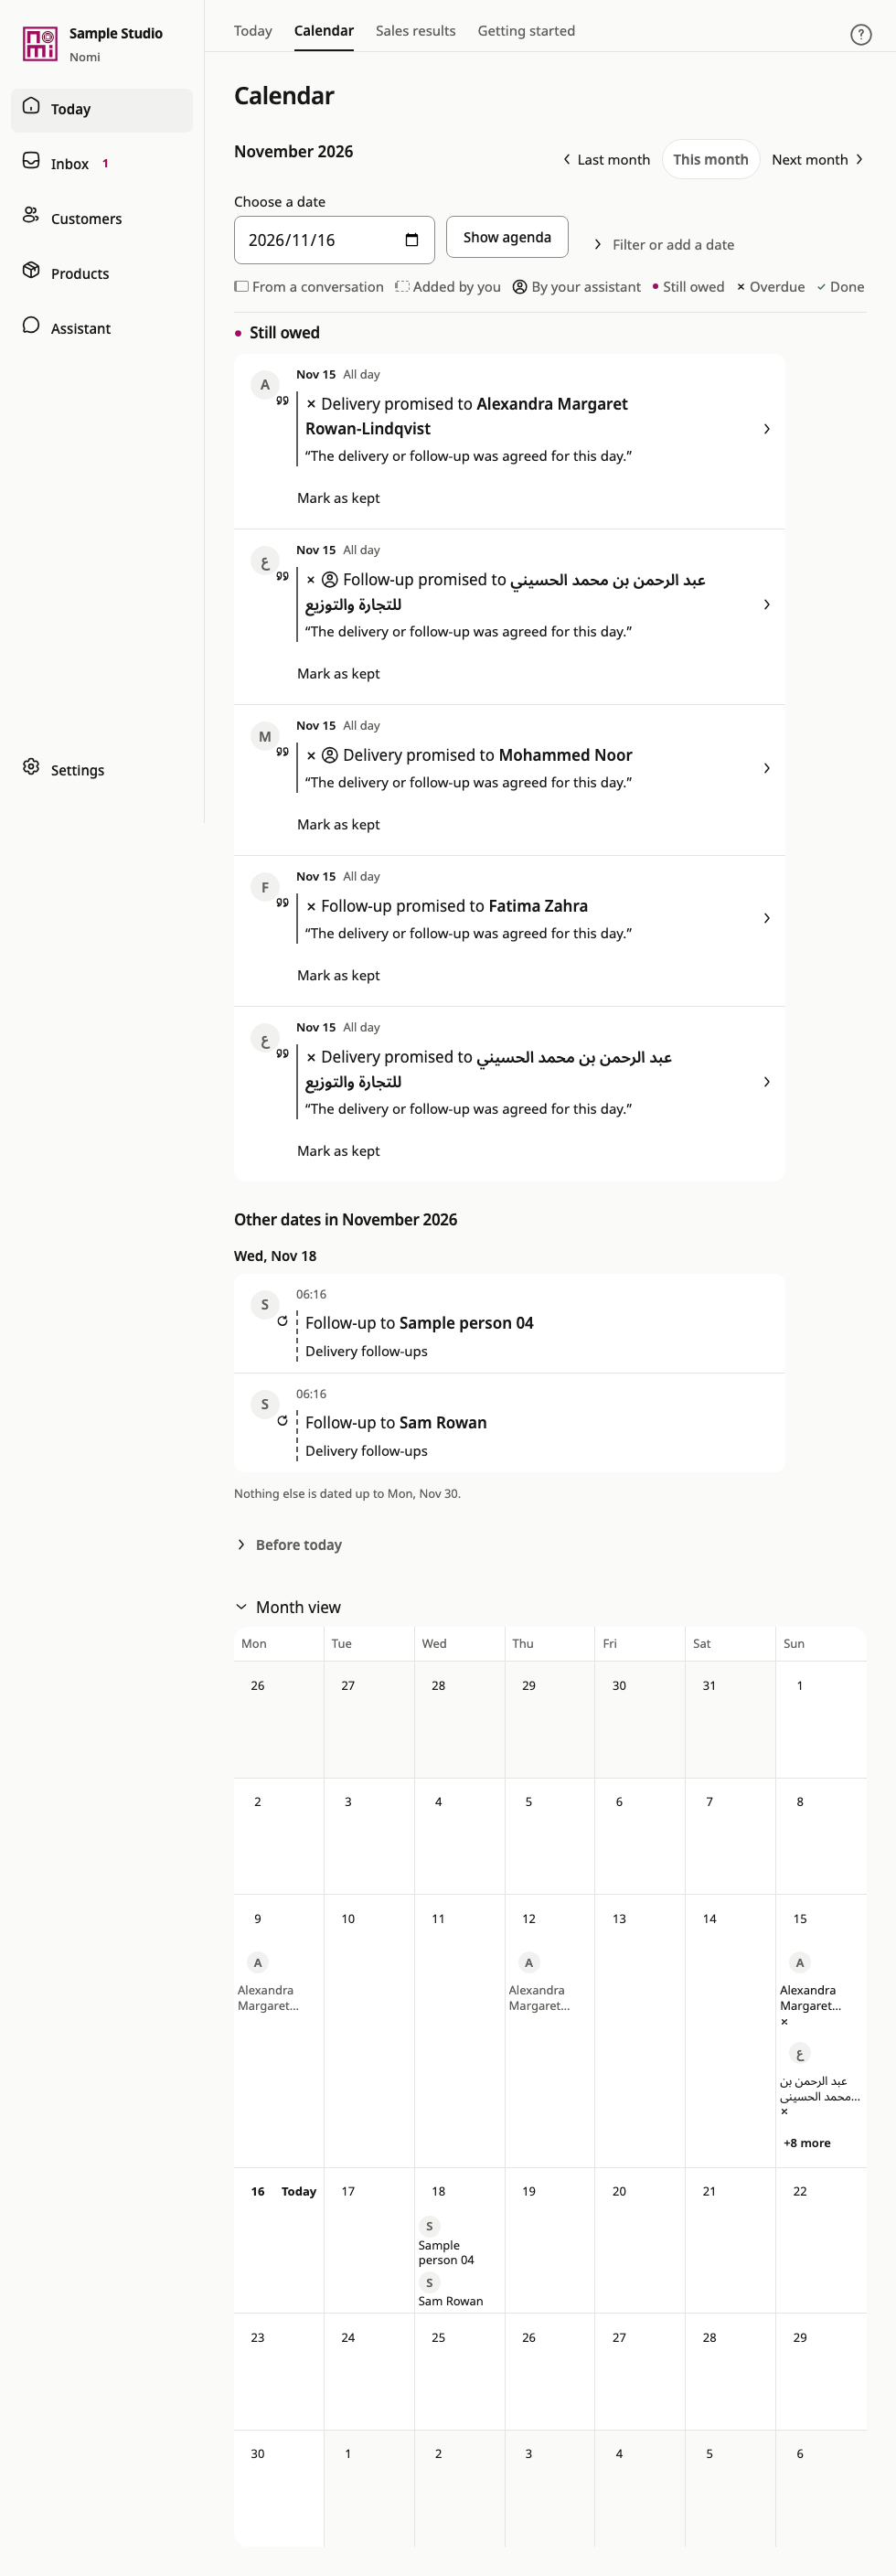 Sample Studio
Nomi
Today
Inbox 1
Customers
Products
Assistant
Settings
Today Calendar Sales results Getting started
Calendar
November 2026
Last month This month Next month
Choose a date
2026/11/16
Show agenda
Filter or add a date
From a conversation Added by you By your assistant Still owed × Overdue ✓ Done
Still owed
A
Nov 15 All day
× Delivery promised to Alexandra Margaret
Rowan-Lindqvist
“The delivery or follow-up was agreed for this day.”
Mark as kept
ع
Nov 15 All day
× Follow-up promised to عبد الرحمن بن محمد الحسيني
للتجارة والتوزيع
“The delivery or follow-up was agreed for this day.”
Mark as kept
M
Nov 15 All day
× Delivery promised to Mohammed Noor
“The delivery or follow-up was agreed for this day.”
Mark as kept
F
Nov 15 All day
× Follow-up promised to Fatima Zahra
“The delivery or follow-up was agreed for this day.”
Mark as kept
ع
Nov 15 All day
× Delivery promised to عبد الرحمن بن محمد الحسيني
للتجارة والتوزيع
“The delivery or follow-up was agreed for this day.”
Mark as kept
Other dates in November 2026
Wed, Nov 18
S
06:16
Follow-up to Sample person 04
Delivery follow-ups
S
06:16
Follow-up to Sam Rowan
Delivery follow-ups
Nothing else is dated up to Mon, Nov 30.
Before today
Month view
Mon Tue Wed Thu Fri Sat Sun
26 27 28 29 30 31 1
2 3 4 5 6 7 8
9 10 11 12 13 14 15
A A A
Alexandra Alexandra Alexandra
Margaret... Margaret... Margaret...
×
ع
عبد الرحمن بن
محمد الحسيني...
×
+8 more
16 Today 17 18 19 20 21 22
S
Sample
person 04
S
Sam Rowan
23 24 25 26 27 28 29
30 1 2 3 4 5 6